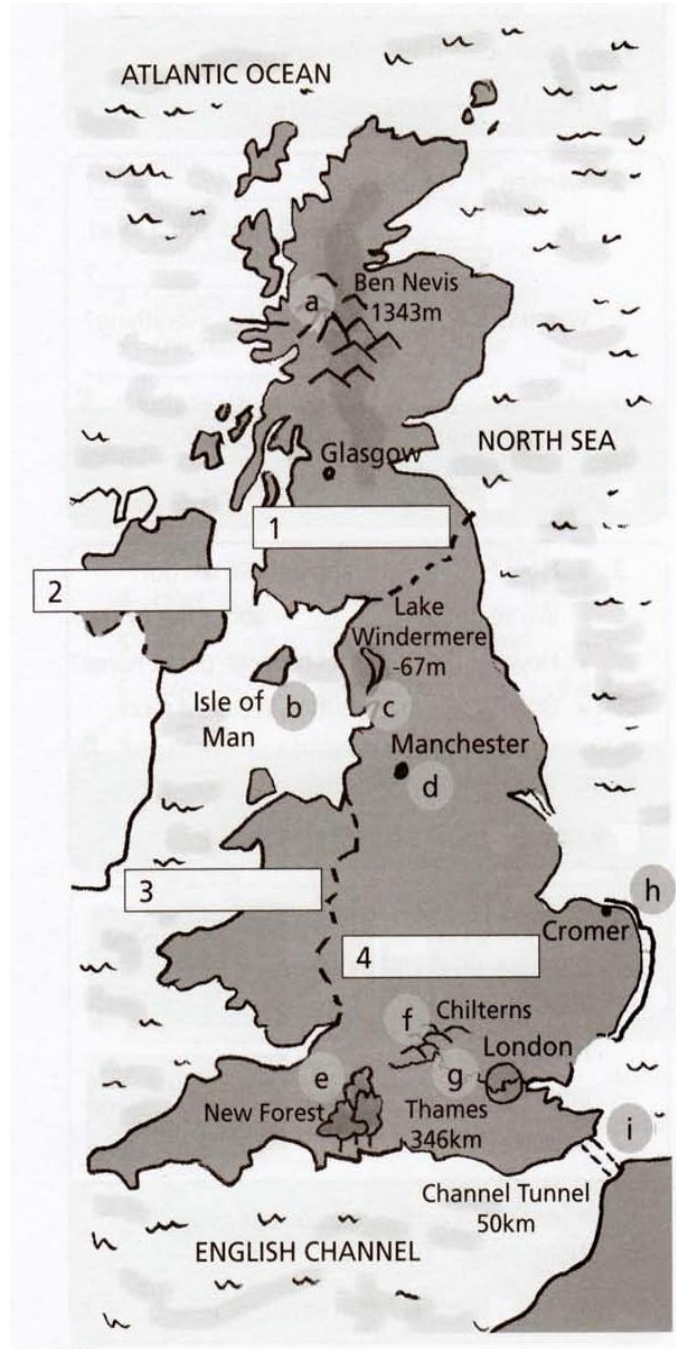 ATLANTIC OCEAN
Ben Nevis
a
1343m
NORTH SEA
Glasgow
1
2
Lake
Windermere
-67m
Isle of
Man
b
c
Manchester
d
3
h
Cromer
4
f
Chilterns
London
e
g
New Forest
Thames
346km
i
Channel Tunnel
50km
ENGLISH CHANNEL